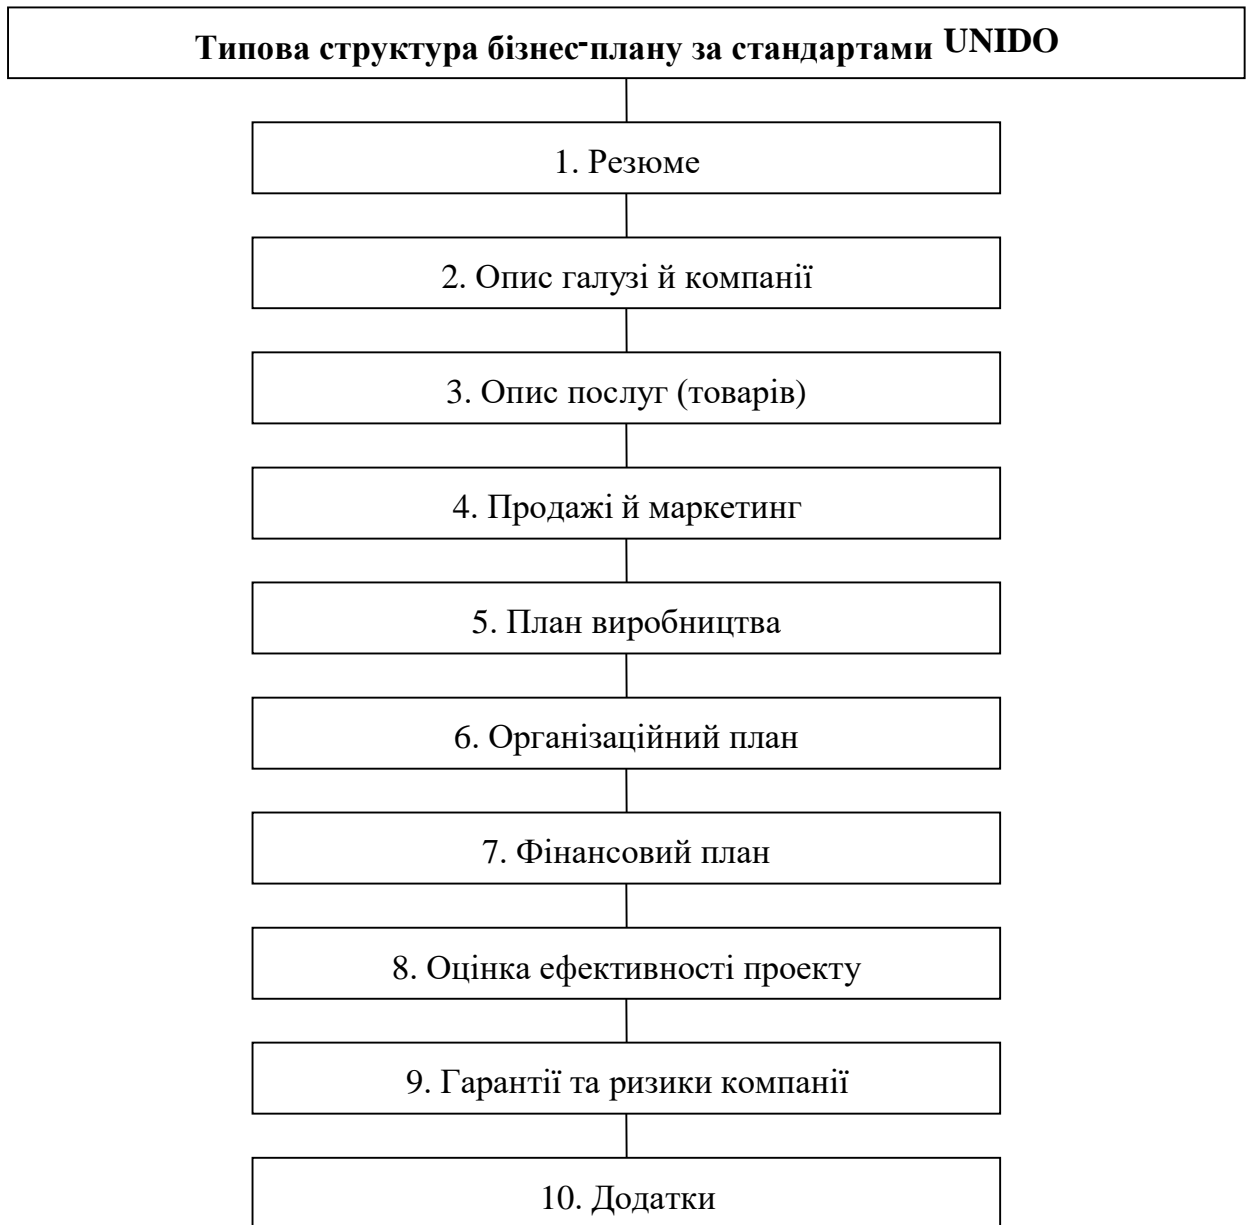 Типова структура бізнес-плану за стандартами UNIDO
1. Резюме
2. Опис галузі й компанії
3. Опис послуг (товарів)
4. Продажі й маркетинг
5. План виробництва
6. Організаційний план
7. Фінансовий план
8. Оцінка ефективності проекту
9. Гарантії та ризики компанії
10. Додатки